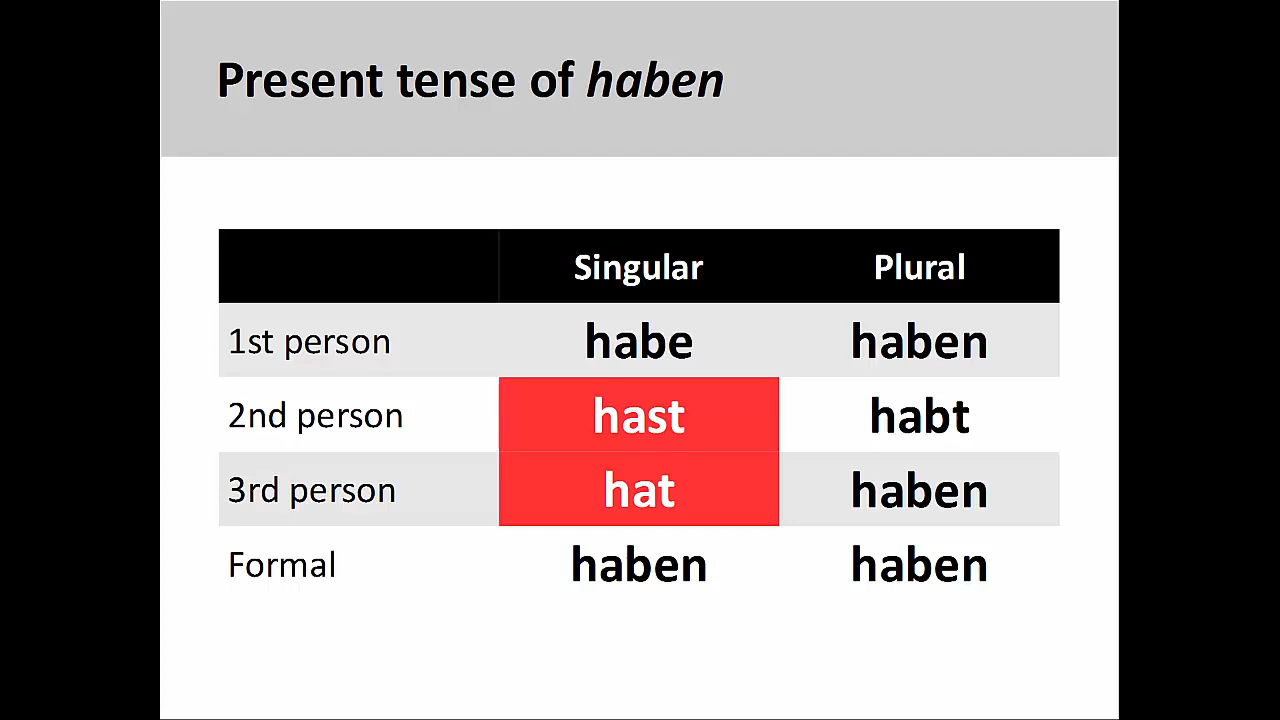 Present tense of haben
Singular Plural
1st person habe haben
2nd person hast habt
3rd person hat haben
Formal haben haben